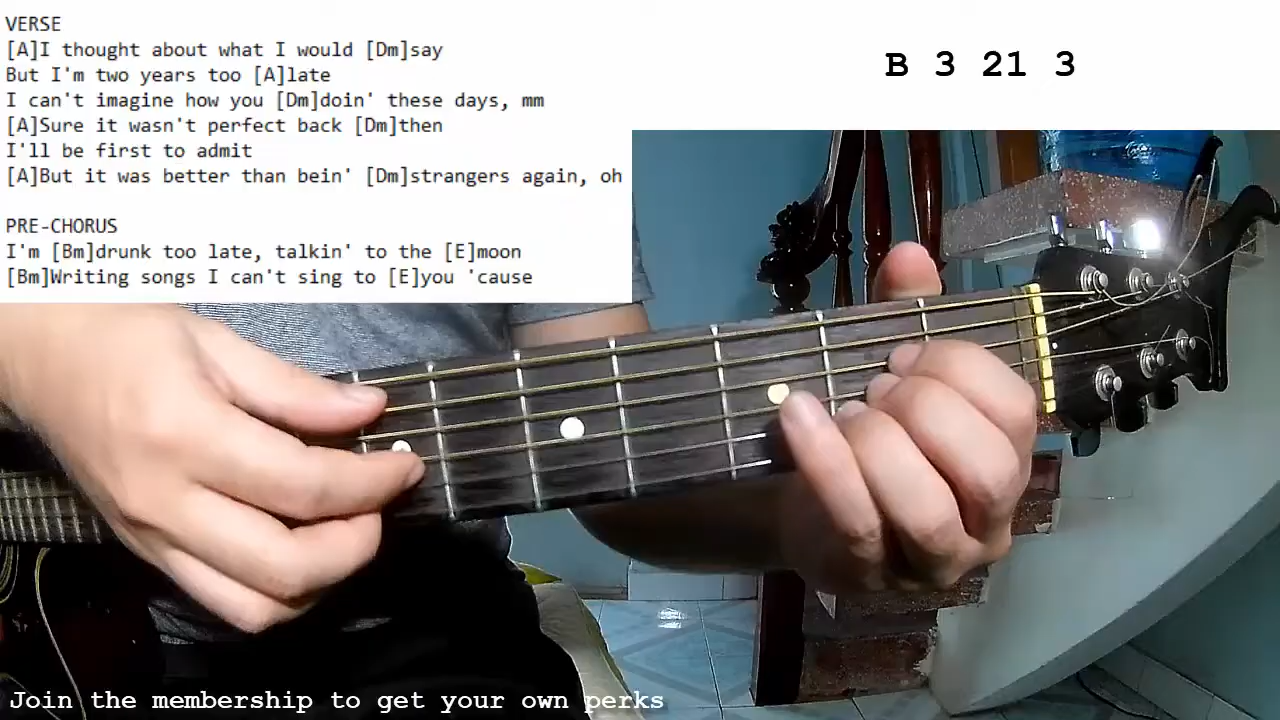 VERSE
[A]I thought about what I would [Dm]say
But I'm two years too [A]late
I can't imagine how you [Dm]doin' these days, mm
[A]Sure it wasn't perfect back [Dm]then
I'll be first to admit
[A]But it was better than bein' [Dm]strangers again, oh
PRE-CHORUS
I'm [Bm]drunk too late, talkin' to the [E]moon
[Bm]Writing songs I can't sing to [E]you 'cause
B 3 21 3
Join the membership to get your own perks